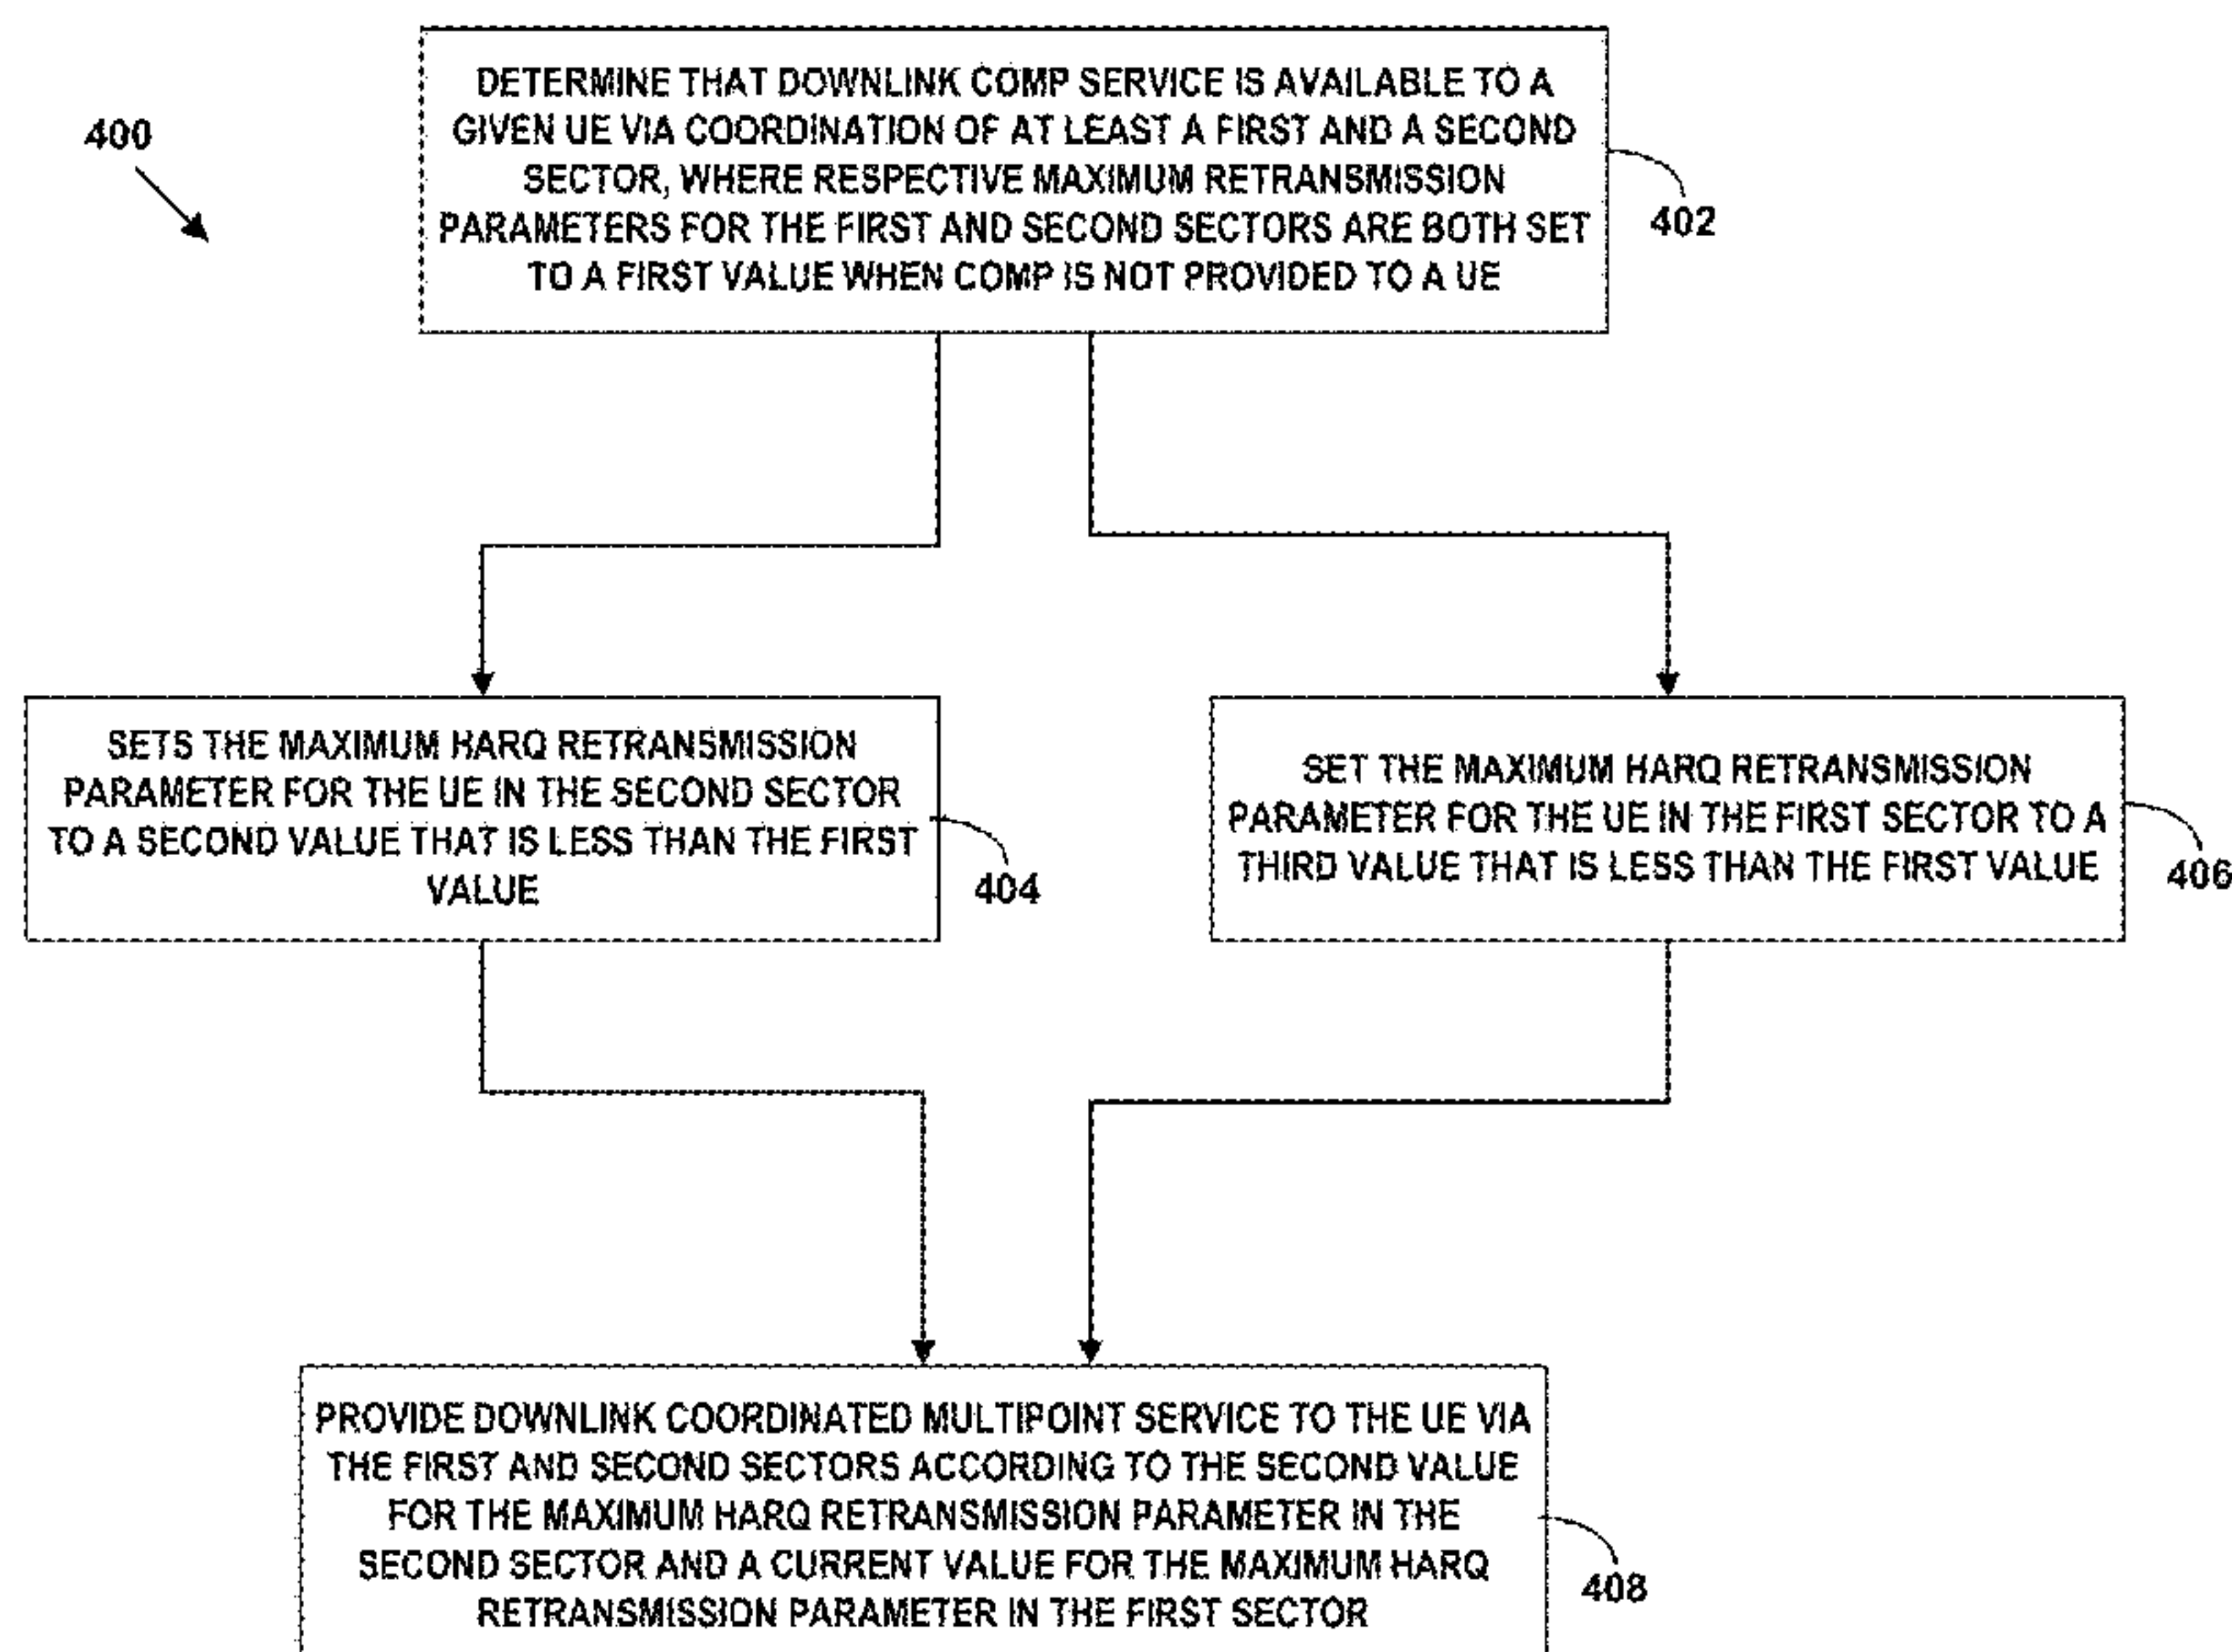 400
DETERMINE THAT DOWNLINK COMP SERVICE IS AVAILABLE TO A
GIVEN UE VIA COORDINATION OF AT LEAST A FIRST AND A SECOND
SECTOR, WHERE RESPECTIVE MAXIMUM RETRANSMISSION
PARAMETERS FOR THE FIRST AND SECOND SECTORS ARE BOTH SET
TO A FIRST VALUE WHEN COMP IS NOT PROVIDED TO A UE
402
SETS THE MAXIMUM HARQ RETRANSMISSION
PARAMETER FOR THE UE IN THE SECOND SECTOR
TO A SECOND VALUE THAT IS LESS THAN THE FIRST
VALUE
404
SET THE MAXIMUM HARQ RETRANSMISSION
PARAMETER FOR THE UE IN THE FIRST SECTOR TO A
THIRD VALUE THAT IS LESS THAN THE FIRST VALUE
406
PROVIDE DOWNLINK COORDINATED MULTIPOINT SERVICE TO THE UE VIA
THE FIRST AND SECOND SECTORS ACCORDING TO THE SECOND VALUE
FOR THE MAXIMUM HARQ RETRANSMISSION PARAMETER IN THE
SECOND SECTOR AND A CURRENT VALUE FOR THE MAXIMUM HARQ
RETRANSMISSION PARAMETER IN THE FIRST SECTOR
408